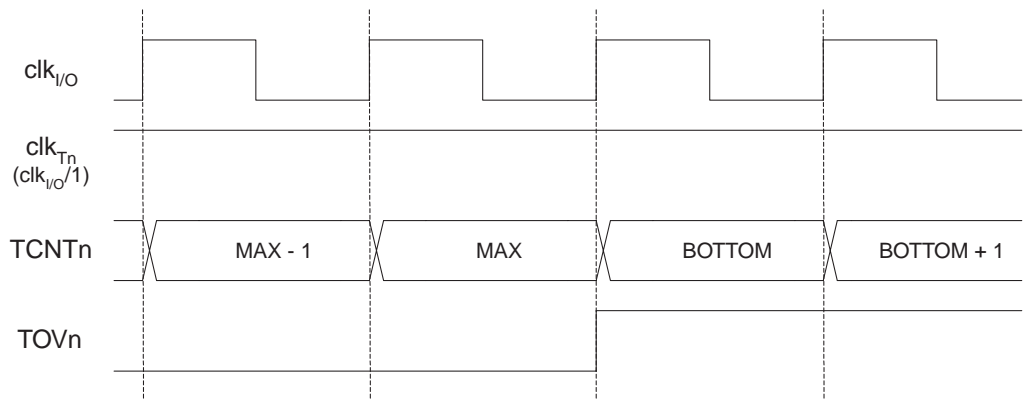 clkI/O
clkTn
(clkI/O/1)
TCNTn MAX - 1 MAX BOTTOM BOTTOM + 1
TOVn